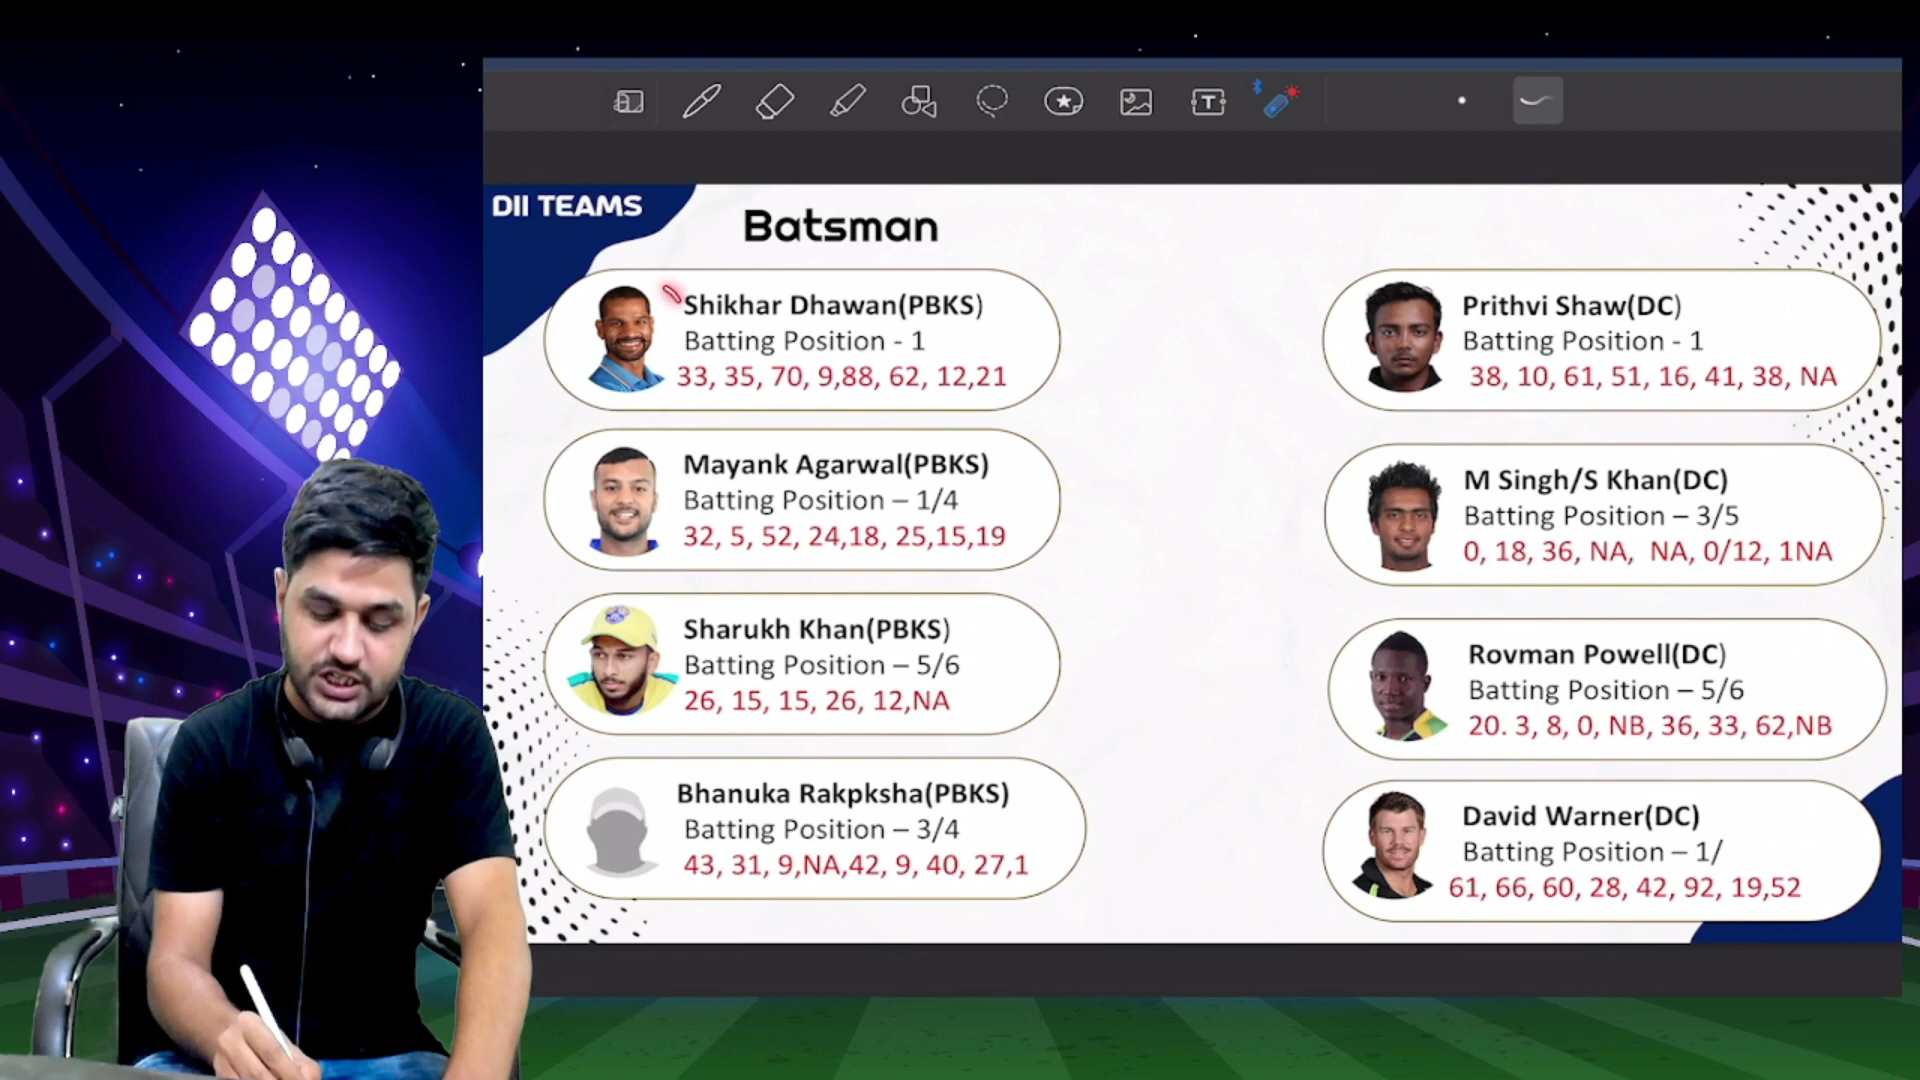 D11 TEAMS
Batsman
Shikhar Dhawan(PBKS)
Batting Position - 1
33, 35, 70, 9,88, 62, 12,21
Mayank Agarwal(PBKS)
Batting Position – 1/4
32, 5, 52, 24,18, 25,15,19
Sharukh Khan(PBKS)
Batting Position – 5/6
26, 15, 15, 26, 12,NA
Bhanuka Rakpksha(PBKS)
Batting Position – 3/4
43, 31, 9,NA,42, 9, 40, 27,1
Prithvi Shaw(DC)
Batting Position - 1
38, 10, 61, 51, 16, 41, 38, NA
M Singh/S Khan(DC)
Batting Position – 3/5
0, 18, 36, NA, NA, 0/12, 1NA
Rovman Powell(DC)
Batting Position – 5/6
20. 3, 8, 0, NB, 36, 33, 62,NB
David Warner(DC)
Batting Position – 1/
61, 66, 60, 28, 42, 92, 19,52